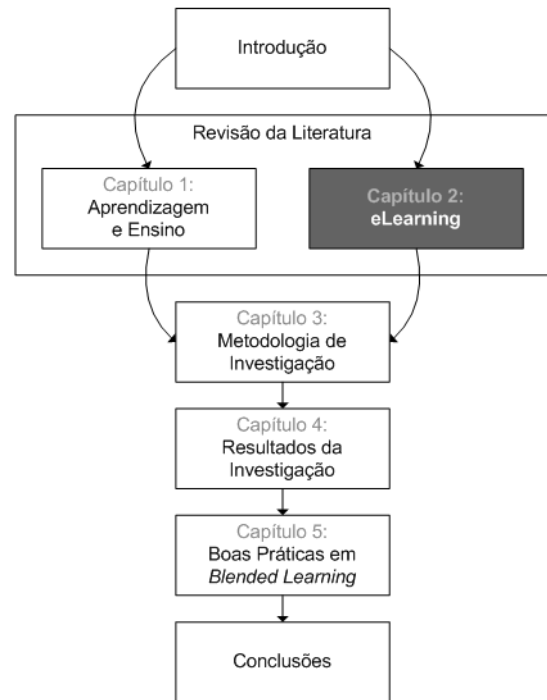 Introdução
Revisão da Literatura
Capítulo 1:
Aprendizagem
e Ensino
Capítulo 2:
eLearning
Capítulo 3:
Metodologia de
Investigação
Capítulo 4:
Resultados da
Investigação
Capítulo 5:
Boas Práticas em
Blended Learning
Conclusões